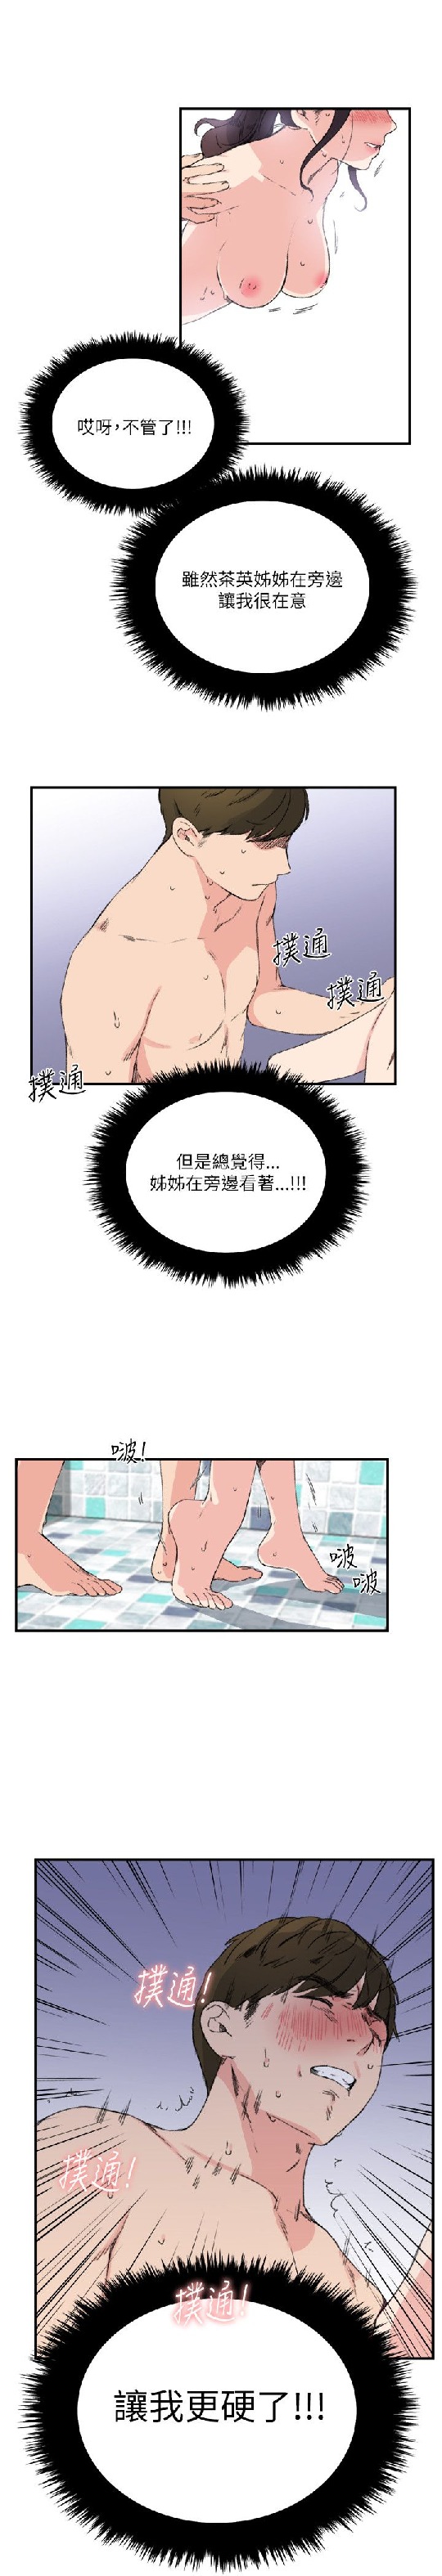 哎呀，不管了!!!
雖然茶英姊姊在旁邊
讓我很在意
撲通
撲通
撲通
但是總覺得...
姊姊在旁邊看著...!!!
啵!
啵
啵
撲通!
撲通!
撲通!
讓我更硬了!!!